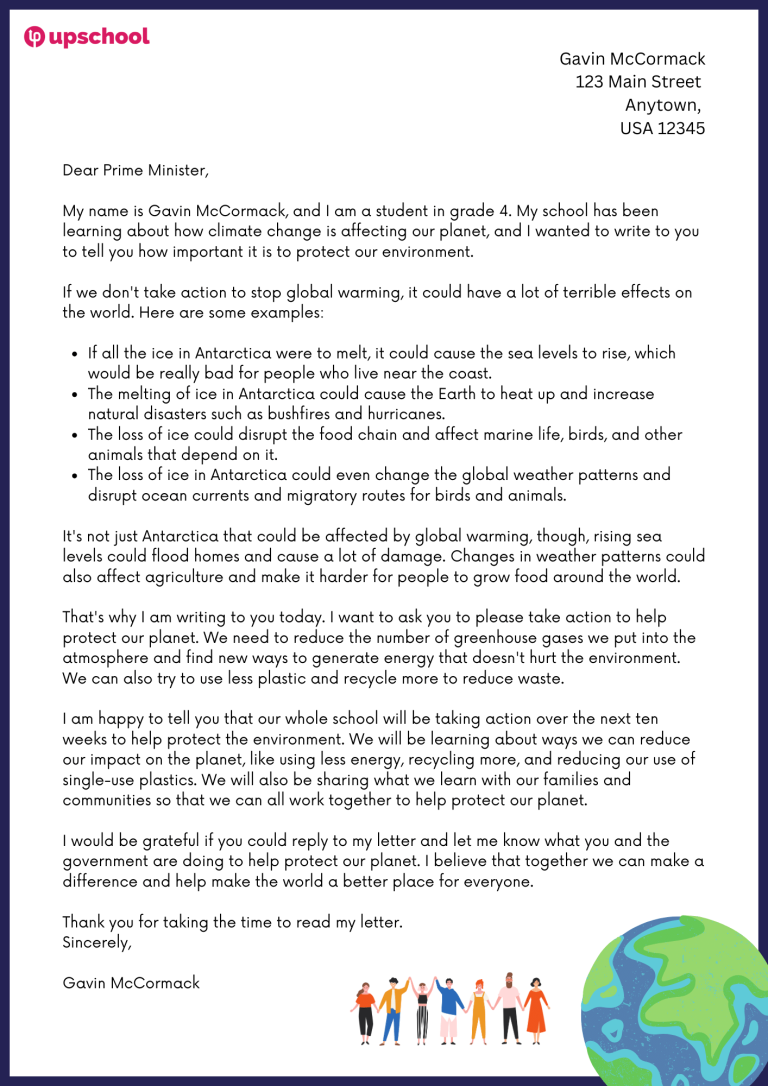 upschool
Gavin McCormack
123 Main Street
Anytown,
USA 12345
Dear Prime Minister,
My name is Gavin McCormack, and I am a student in grade 4. My school has been
learning about how climate change is affecting our planet, and I wanted to write to you
to tell you how important it is to protect our environment.
If we don't take action to stop global warming, it could have a lot of terrible effects on
the world. Here are some examples:
• If all the ice in Antarctica were to melt, it could cause the sea levels to rise, which
would be really bad for people who live near the coast.
• The melting of ice in Antarctica could cause the Earth to heat up and increase
natural disasters such as bushfires and hurricanes.
• The loss of ice could disrupt the food chain and affect marine life, birds, and other
animals that depend on it.
• The loss of ice in Antarctica could even change the global weather patterns and
disrupt ocean currents and migratory routes for birds and animals.
It's not just Antarctica that could be affected by global warming, though, rising sea
levels could flood homes and cause a lot of damage. Changes in weather patterns could
also affect agriculture and make it harder for people to grow food around the world.
That's why I am writing to you today. I want to ask you to please take action to help
protect our planet. We need to reduce the number of greenhouse gases we put into the
atmosphere and find new ways to generate energy that doesn't hurt the environment.
We can also try to use less plastic and recycle more to reduce waste.
I am happy to tell you that our whole school will be taking action over the next ten
weeks to help protect the environment. We will be learning about ways we can reduce
our impact on the planet, like using less energy, recycling more, and reducing our use of
single-use plastics. We will also be sharing what we learn with our families and
communities so that we can all work together to help protect our planet.
I would be grateful if you could reply to my letter and let me know what you and the
government are doing to help protect our planet. I believe that together we can make a
difference and help make the world a better place for everyone.
Thank you for taking the time to read my letter.
Sincerely,
Gavin McCormack